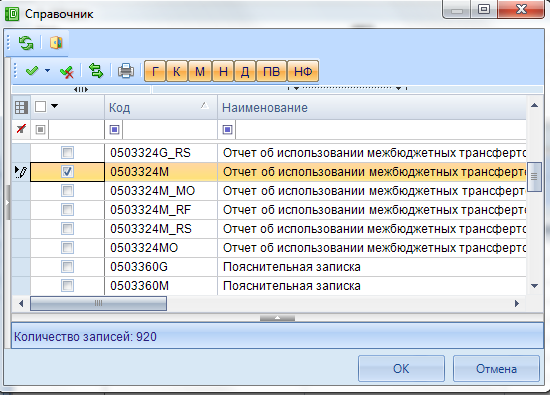 Справочник
Г К М Н Д ПВ НФ
Код Наименование
0503324G_RS Отчет об использовании межбюджетных трансферто
0503324M Отчет об использовании межбюджетных трансферто
0503324M_MO Отчет об использовании межбюджетных трансферто
0503324M_RF Отчет об использовании межбюджетных трансферто
0503324M_RS Отчет об использовании межбюджетных трансферто
0503324MO Отчет об использовании межбюджетных трансферто
0503360G Пояснительная записка
0503360M Пояснительная записка
Количество записей: 920
OK Отмена